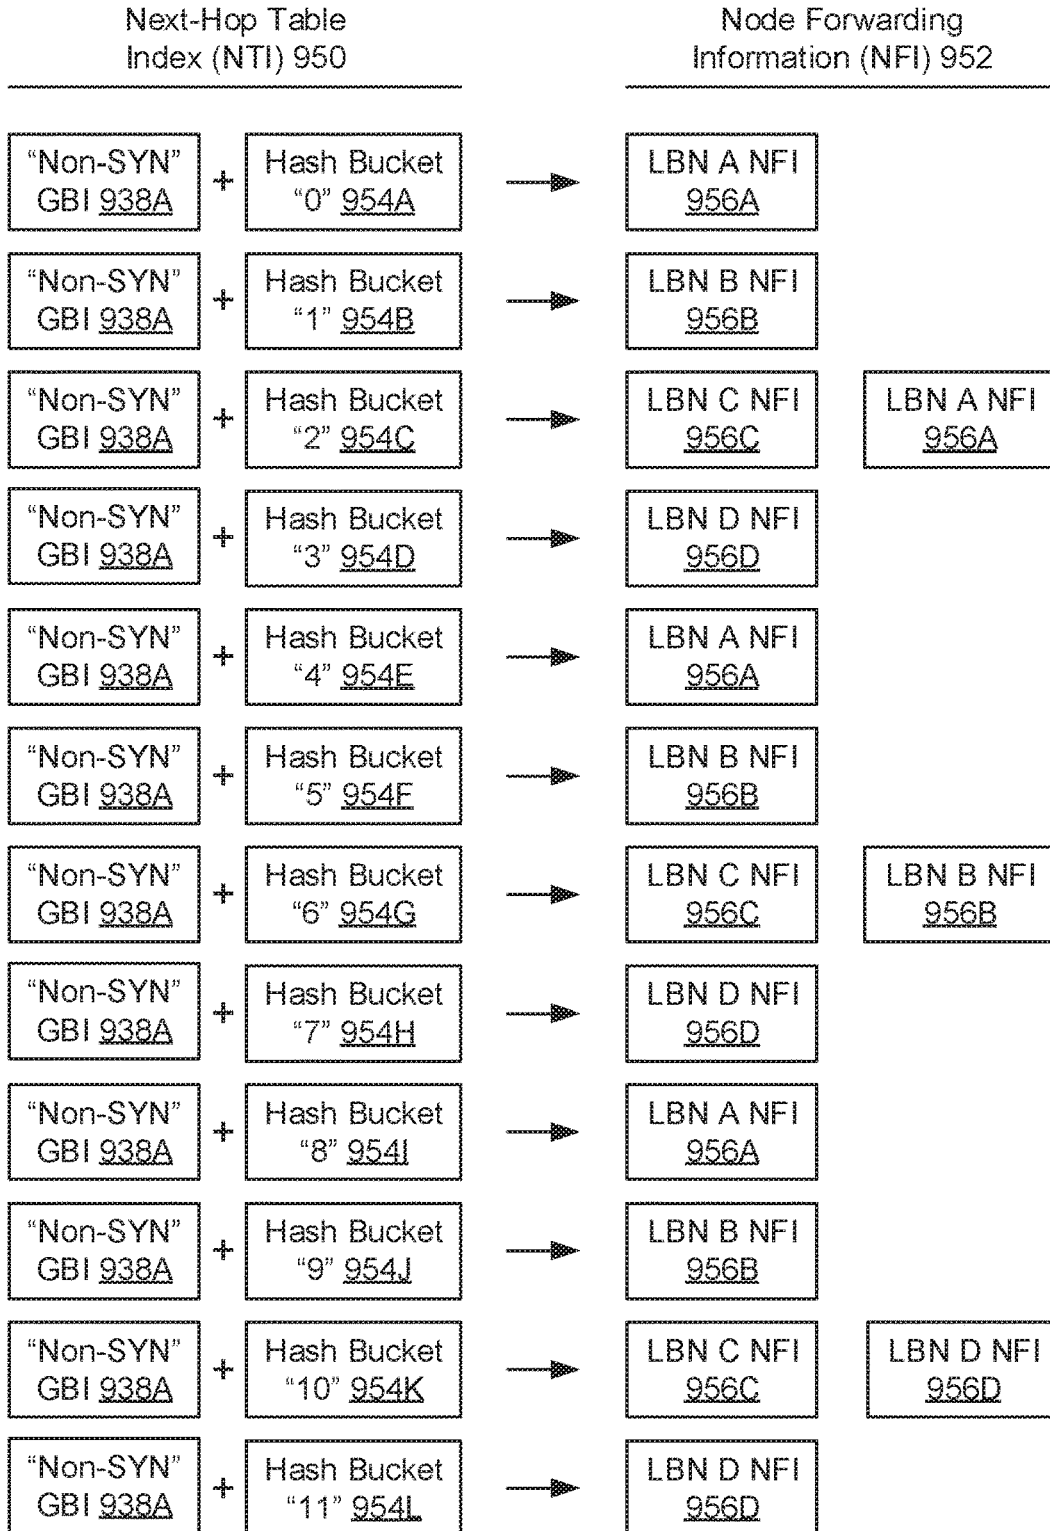 Next-Hop Table
Index (NTI) 950
Node Forwarding
Information (NFI) 952
"Non-SYN"
GBI 938A
+
Hash Bucket
"0" 954A
LBN A NFI
956A
"Non-SYN"
GBI 938A
+
Hash Bucket
"1" 954B
LBN B NFI
956B
"Non-SYN"
GBI 938A
+
Hash Bucket
"2" 954C
LBN C NFI
956C
LBN A NFI
956A
"Non-SYN"
GBI 938A
+
Hash Bucket
"3" 954D
LBN D NFI
956D
"Non-SYN"
GBI 938A
+
Hash Bucket
"4" 954E
LBN A NFI
956A
"Non-SYN"
GBI 938A
+
Hash Bucket
"5" 954F
LBN B NFI
956B
"Non-SYN"
GBI 938A
+
Hash Bucket
"6" 954G
LBN C NFI
956C
LBN B NFI
956B
"Non-SYN"
GBI 938A
+
Hash Bucket
"7" 954H
LBN D NFI
956D
"Non-SYN"
GBI 938A
+
Hash Bucket
"8" 954I
LBN A NFI
956A
"Non-SYN"
GBI 938A
+
Hash Bucket
"9" 954J
LBN B NFI
956B
"Non-SYN"
GBI 938A
+
Hash Bucket
"10" 954K
LBN C NFI
956C
LBN D NFI
956D
"Non-SYN"
GBI 938A
+
Hash Bucket
"11" 954L
LBN D NFI
956D